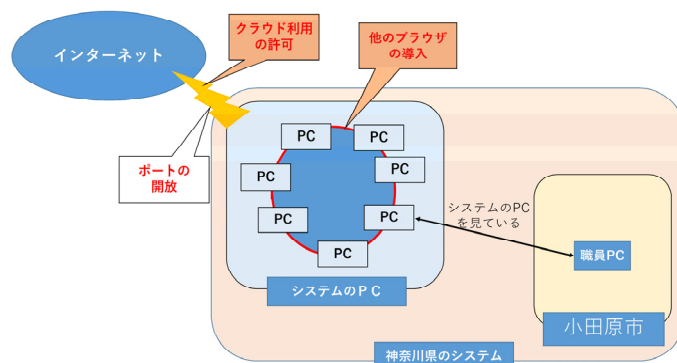 インターネット
クラウド利用
の許可
他のブラウザ
の導入
ポートの
開放
PC
PC
PC
PC
PC
PC
PC
システムのPC
を見ている
職員PC
システムのＰＣ
小田原市
神奈川県のシステム